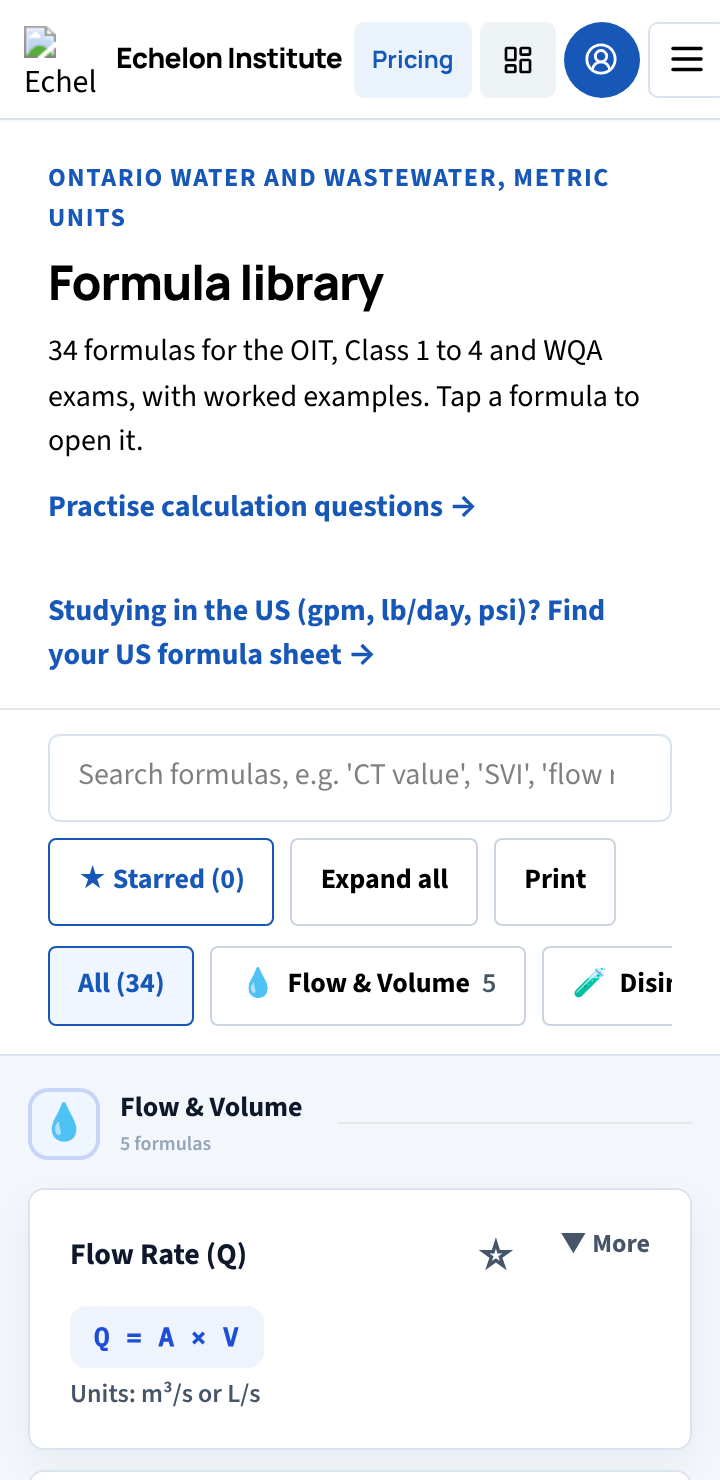 Echel
Echelon Institute
Pricing
ONTARIO WATER AND WASTEWATER, METRIC
UNITS
Formula library
34 formulas for the OIT, Class 1 to 4 and WQA
exams, with worked examples. Tap a formula to
open it.
Practise calculation questions →
Studying in the US (gpm, lb/day, psi)? Find
your US formula sheet →
Search formulas, e.g. 'CT value', 'SVI', 'flow
★ Starred (0)
Expand all
Print
All (34)
Flow & Volume 5
Flow & Volume
5 formulas
Flow Rate (Q)
▼ More
Q = A × V
Units: m³/s or L/s